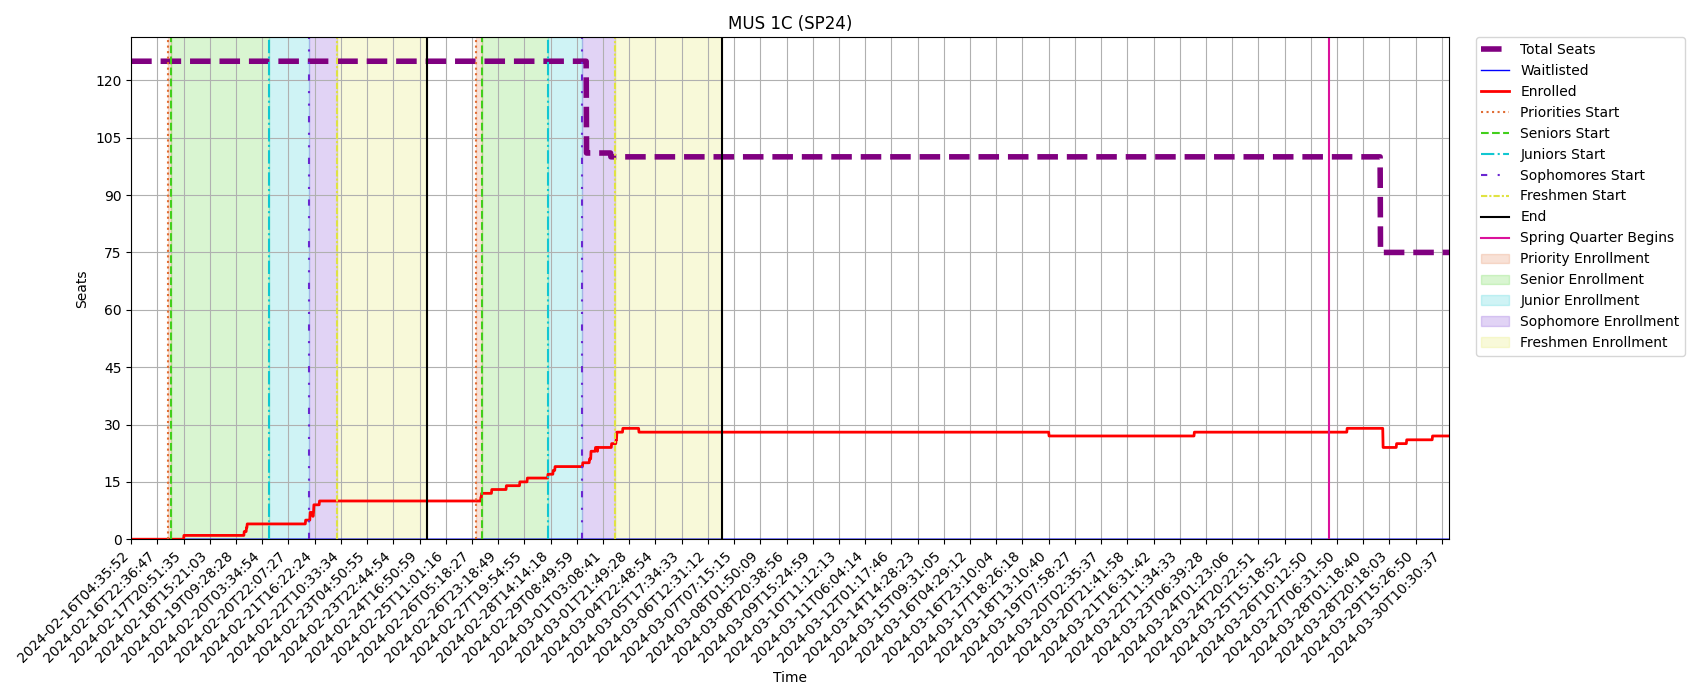 MUS 1C (SP24)
Seats
120
105
90
75
60
45
30
15
0
2024-02-16T04:35:52
2024-02-16T22:36:47
2024-02-17T20:51:35
2024-02-18T15:21:03
2024-02-19T09:28:28
2024-02-20T03:34:54
2024-02-20T22:07:27
2024-02-21T16:22:24
2024-02-22T10:33:34
2024-02-23T04:50:55
2024-02-23T22:44:54
2024-02-24T16:50:59
2024-02-25T11:01:16
2024-02-26T05:18:27
2024-02-26T23:18:49
2024-02-27T19:54:55
2024-02-28T14:14:18
2024-02-29T08:49:59
2024-03-01T03:08:41
2024-03-01T21:49:28
2024-03-04T22:48:54
2024-03-05T17:34:33
2024-03-06T12:31:12
2024-03-07T07:15:15
2024-03-08T01:50:09
2024-03-08T20:38:56
2024-03-09T15:24:59
2024-03-10T11:12:13
2024-03-11T06:04:14
2024-03-12T01:17:46
2024-03-14T14:28:23
2024-03-15T09:31:05
2024-03-16T04:29:12
2024-03-16T23:10:04
2024-03-17T18:26:18
2024-03-18T13:10:40
2024-03-19T07:58:27
2024-03-20T02:35:37
2024-03-20T21:41:58
2024-03-21T16:31:42
2024-03-22T11:34:33
2024-03-23T06:39:28
2024-03-24T01:23:06
2024-03-24T20:22:51
2024-03-25T15:18:52
2024-03-26T10:12:50
2024-03-27T06:31:50
2024-03-28T01:18:40
2024-03-28T20:18:03
2024-03-29T15:26:50
2024-03-30T10:30:37
Time
Total Seats
Waitlisted
Enrolled
Priorities Start
Seniors Start
Juniors Start
Sophomores Start
Freshmen Start
End
Spring Quarter Begins
Priority Enrollment
Senior Enrollment
Junior Enrollment
Sophomore Enrollment
Freshmen Enrollment